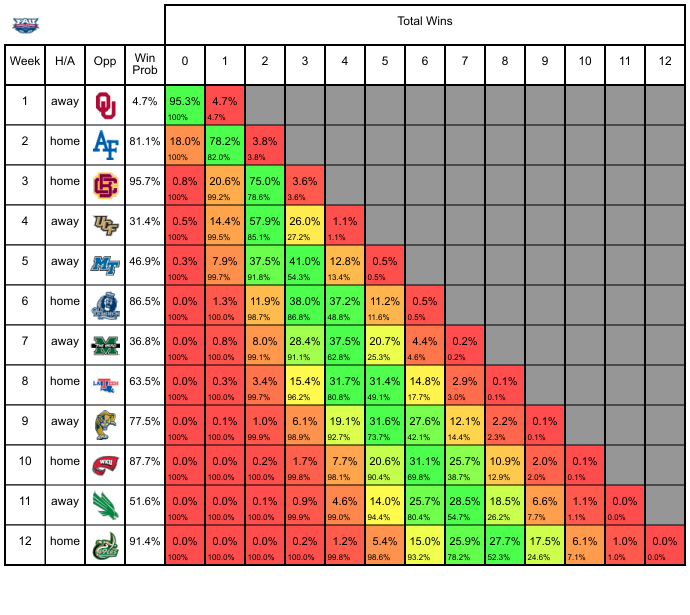 Total Wins
Week H/A Opp Win Prob 0 1 2 3 4 5 6 7 8 9 10 11 12
1 away OU 4.7% 95.3% 4.7%
100% 4.7%
2 home AF 81.1% 18.0% 78.2% 3.8%
100% 82.0% 3.8%
3 home BC 95.7% 0.8% 20.6% 75.0% 3.6%
100% 99.2% 78.6% 3.6%
4 away UCF 31.4% 0.5% 14.4% 57.9% 26.0% 1.1%
100% 99.5% 85.1% 27.2% 1.1%
5 away MT 46.9% 0.3% 7.9% 37.5% 41.0% 12.8% 0.5%
100% 99.7% 91.8% 54.3% 13.4% 0.5%
6 home 86.5% 0.0% 1.3% 11.9% 38.0% 37.2% 11.2% 0.5%
100% 100.0% 98.7% 86.8% 48.8% 11.6% 0.5%
7 away M 36.8% 0.0% 0.8% 8.0% 28.4% 37.5% 20.7% 4.4% 0.2%
100% 100.0% 99.1% 91.1% 62.8% 25.3% 4.6% 0.2%
8 home 63.5% 0.0% 0.3% 3.4% 15.4% 31.7% 31.4% 14.8% 2.9% 0.1%
100% 100.0% 99.7% 96.2% 80.8% 49.1% 17.7% 3.0% 0.1%
9 away 77.5% 0.0% 0.1% 1.0% 6.1% 19.1% 31.6% 27.6% 12.1% 2.2% 0.1%
100% 100.0% 99.9% 98.9% 92.7% 73.7% 42.1% 14.4% 2.3% 0.1%
10 home WKU 87.7% 0.0% 0.0% 0.2% 1.7% 7.7% 20.6% 31.1% 25.7% 10.9% 2.0% 0.1%
100% 100.0% 100.0% 99.8% 98.1% 90.4% 69.8% 38.7% 12.9% 2.0% 0.1%
11 away 51.6% 0.0% 0.0% 0.1% 0.9% 4.6% 14.0% 25.7% 28.5% 18.5% 6.6% 1.1% 0.0%
100% 100.0% 100.0% 99.9% 99.0% 94.4% 80.4% 54.7% 26.2% 7.7% 1.1% 0.0%
12 home 91.4% 0.0% 0.0% 0.0% 0.2% 1.2% 5.4% 15.0% 25.9% 27.7% 17.5% 6.1% 1.0% 0.0%
100% 100.0% 100.0% 100.0% 99.8% 98.6% 93.2% 78.2% 52.3% 24.6% 7.1% 1.0% 0.0%